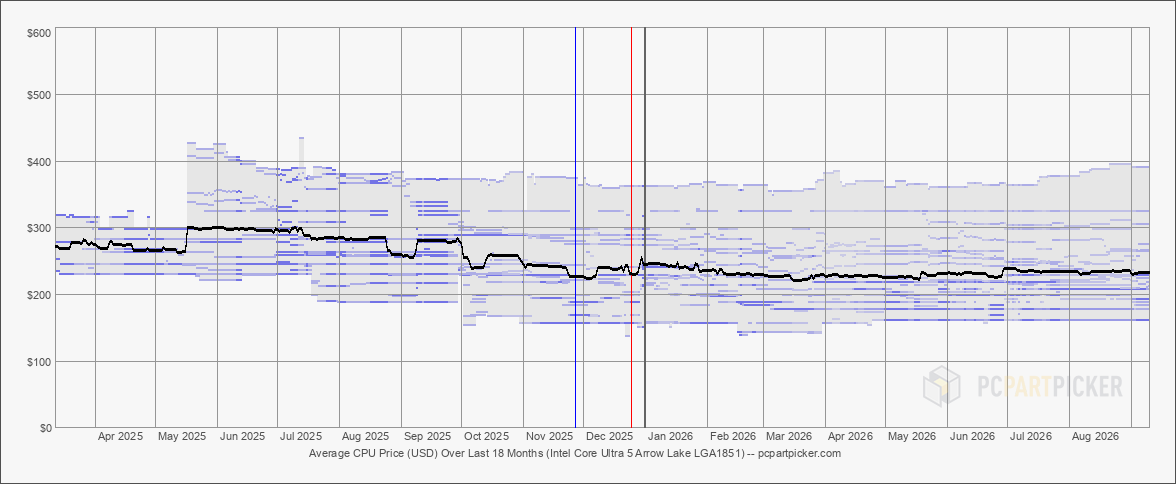 $600
$500
$400
$300
$200
$100
$0
PCPARTPICKER
Apr 2025 May 2025 Jun 2025 Jul 2025 Aug 2025 Sep 2025 Oct 2025 Nov 2025 Dec 2025 Jan 2026 Feb 2026 Mar 2026 Apr 2026 May 2026 Jun 2026 Jul 2026 Aug 2026
Average CPU Price (USD) Over Last 18 Months (Intel Core Ultra 5 Arrow Lake LGA1851) -- pcpartpicker.com